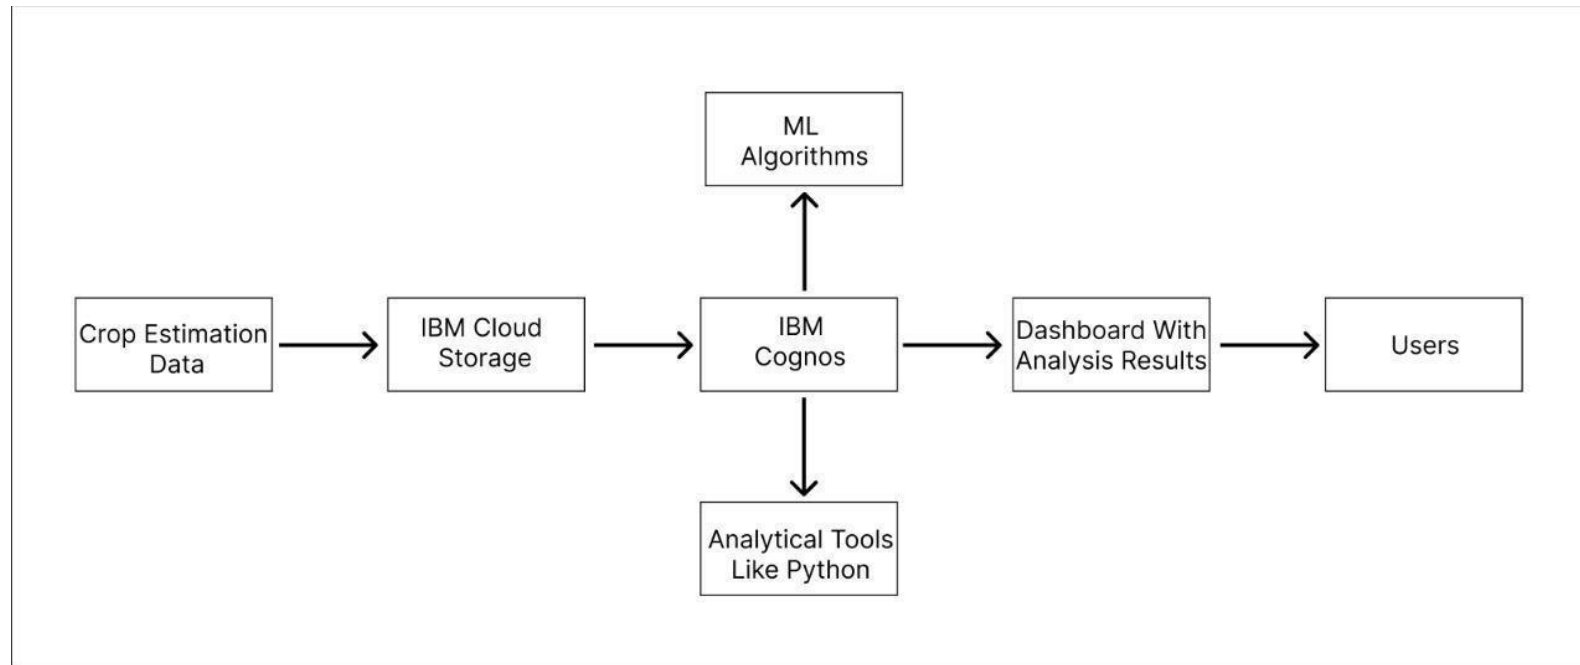 ML
Algorithms
Crop Estimation
Data
IBM Cloud
Storage
IBM
Cognos
Dashboard With
Analysis Results
Users
Analytical Tools
Like Python